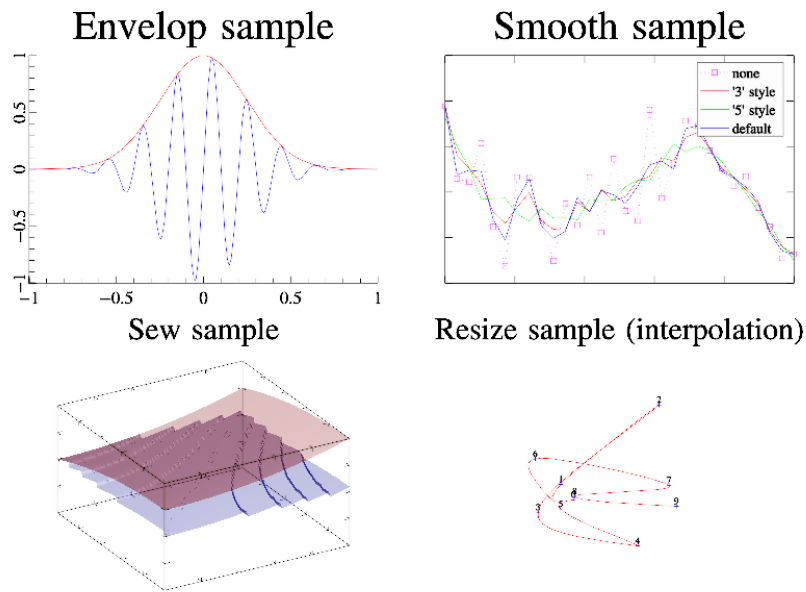 Envelop sample
Smooth sample
1
0.5
0
−0.5
−1
−1
−0.5
0
0.5
1
none
'3' style
'5' style
default
Sew sample
Resize sample (interpolation)
2
6
1
7
3
5
9
4